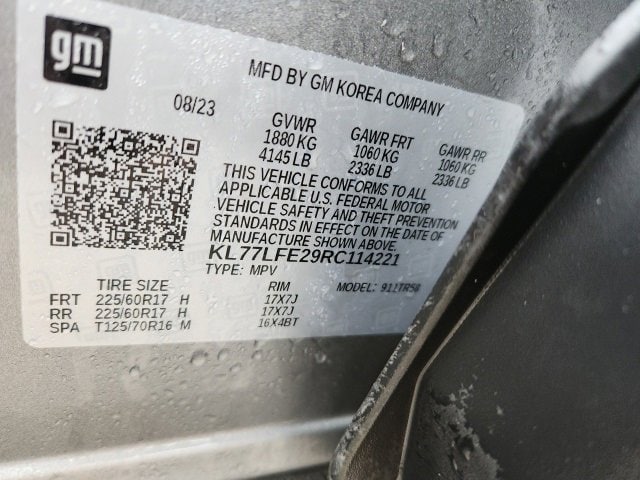 gm
MFD BY GM KOREA COMPANY
08/23
GVWR GAWR FRT GAWR RR
1880 KG 1060 KG 1060 KG
4145 LB 2336 LB 2336 LB
THIS VEHICLE CONFORMS TO ALL
APPLICABLE U.S. FEDERAL MOTOR
VEHICLE SAFETY AND THEFT PREVENTION
STANDARDS IN EFFECT ON THE DATE OF
MANUFACTURE SHOWN ABOVE.
KL77LFE29RC114221
TYPE: MPV MODEL:
TIRE SIZE RIM
FRT 225/60R17 H 17X7J
RR 225/60R17 H 17X7J
SPA T125/70R16 M 16X4BT